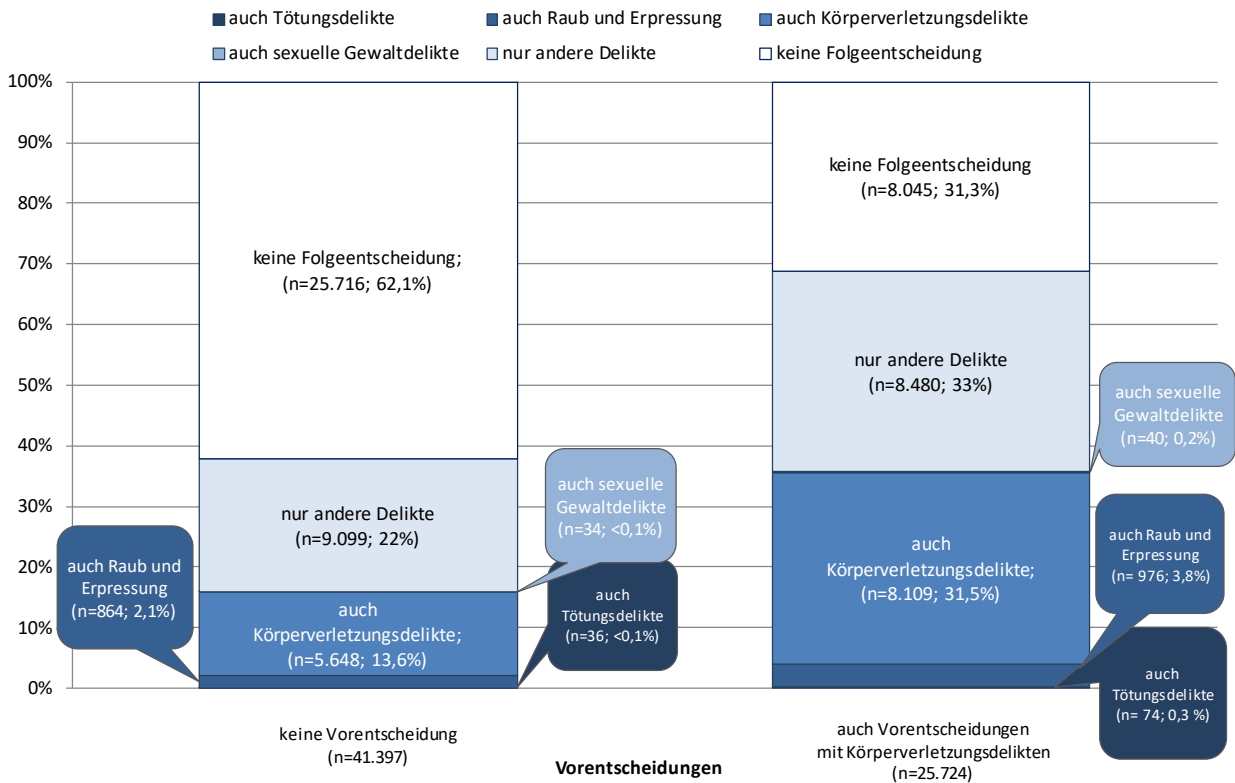 auch Tötungsdelikte
auch Raub und Erpressung
auch Körperverletzungsdelikte
auch sexuelle Gewaltdelikte
nur andere Delikte
keine Folgeentscheidung
100%
90%
80%
70%
60%
50%
40%
30%
20%
10%
0%
keine Folgeentscheidung;
(n=25.716; 62,1%)
nur andere Delikte
(n=9.099; 22%)
auch
Körperverletzungsdelikte;
(n=5.648; 13,6%)
auch Raub und
Erpressung
(n=864; 2,1%)
auch sexuelle
Gewaltdelikte
(n=34; <0,1%)
auch
Tötungsdelikte
(n=36; <0,1%)
keine Folgeentscheidung
(n=8.045; 31,3%)
nur andere Delikte
(n=8.480; 33%)
auch
Körperverletzungsdelikte;
(n=8.109; 31,5%)
auch sexuelle
Gewaltdelikte
(n=40; 0,2%)
auch Raub und
Erpressung
(n= 976; 3,8%)
auch
Tötungsdelikte
(n= 74; 0,3 %)
keine Vorentscheidung
(n=41.397)
auch Vorentscheidungen
mit Körperverletzungsdelikten
(n=25.724)
Vorentscheidungen